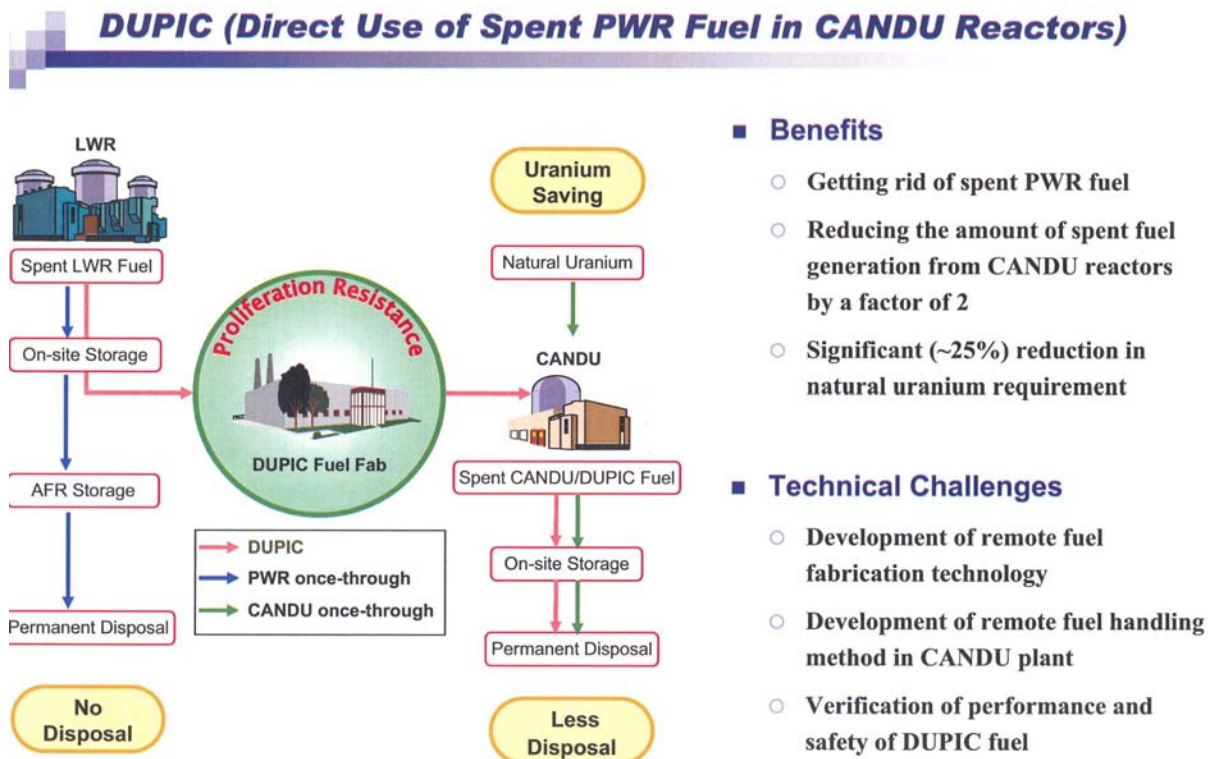 DUPIC (Direct Use of Spent PWR Fuel in CANDU Reactors)
LWR
Spent LWR Fuel
On-site Storage
AFR Storage
Permanent Disposal
No
Disposal
Proliferation Resistance
DUPIC Fuel Fab
DUPIC
PWR once-through
CANDU once-through
Uranium
Saving
Natural Uranium
CANDU
Spent CANDU/DUPIC Fuel
On-site Storage
Permanent Disposal
Less
Disposal
Benefits
Getting rid of spent PWR fuel
Reducing the amount of spent fuel
generation from CANDU reactors
by a factor of 2
Significant (~25%) reduction in
natural uranium requirement
Technical Challenges
Development of remote fuel
fabrication technology
Development of remote fuel handling
method in CANDU plant
Verification of performance and
safety of DUPIC fuel